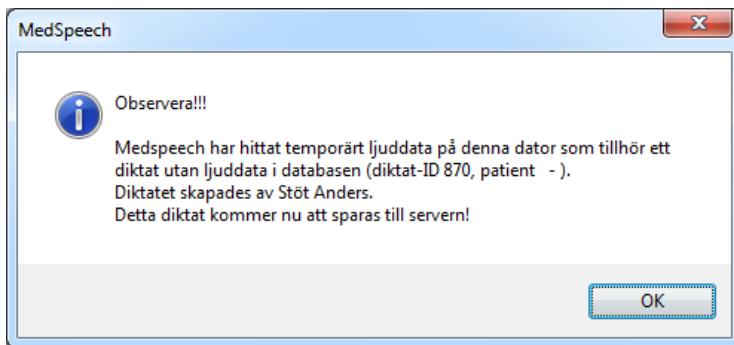 MedSpeech
Observera!!!
Medspeech har hittat temporärt ljuddata på denna dator som tillhör ett
diktat utan ljuddata i databasen (diktat-ID 870, patient  - ).
Diktatet skapades av Stöt Anders.
Detta diktat kommer nu att sparas till servern!
OK